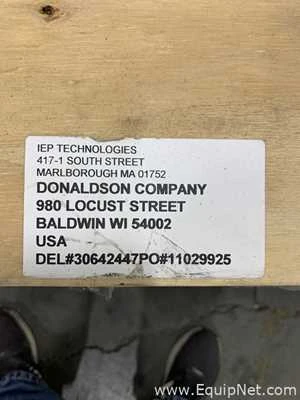 IEP TECHNOLOGIES
417-1 SOUTH STREET
MARLBOROUGH MA 01752
DONALDSON COMPANY
980 LOCUST STREET
BALDWIN WI 54002
USA
DEL#30642447PO#11029925
www.EquipNet.com